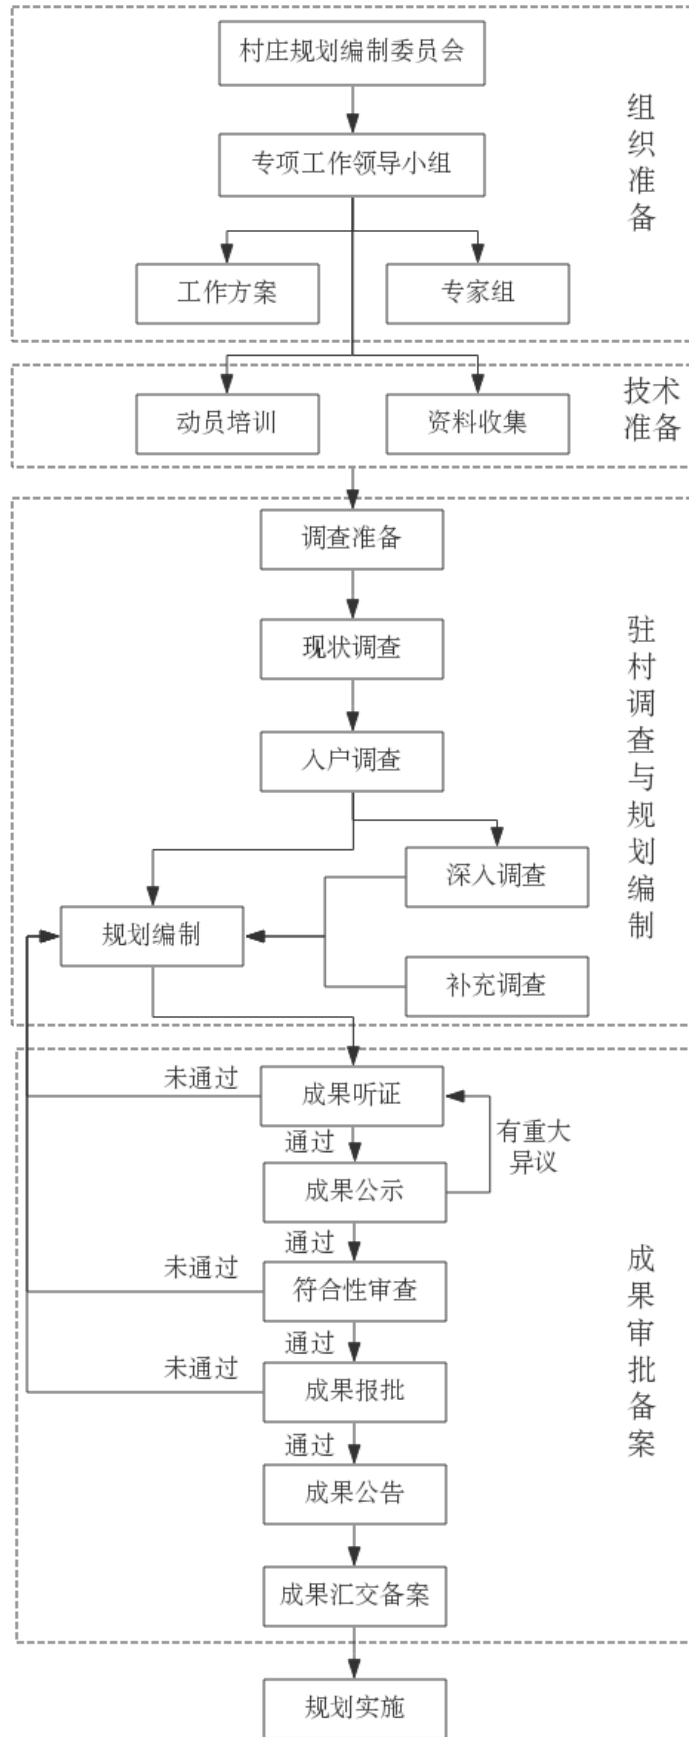 村庄规划编制委员会
专项工作领导小组
工作方案
专家组
组织准备
动员培训
资料收集
技术
准备
调查准备
现状调查
入户调查
深入调查
规划编制
补充调查
驻村调查与规划编制
未通过
成果听证
通过
有重大
异议
成果公示
通过
未通过
符合性审查
通过
未通过
成果报批
通过
成果公告
成果汇交备案
成果审批备案
规划实施